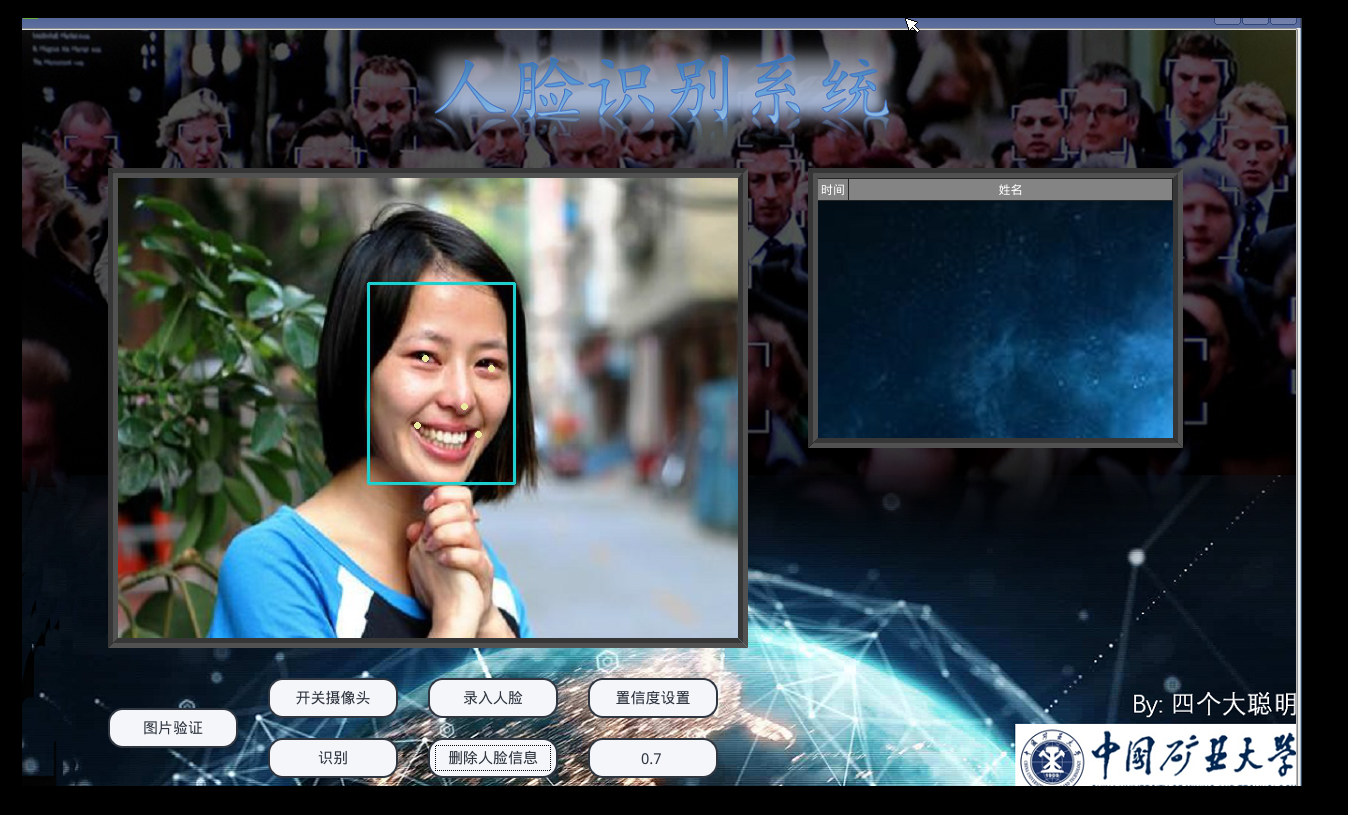 人脸识别系统
时间 姓名
开关摄像头 录入人脸 置信度设置
图片验证
识别 删除人脸信息 0.7
By: 四个大聪明
中国矿业大学
1909